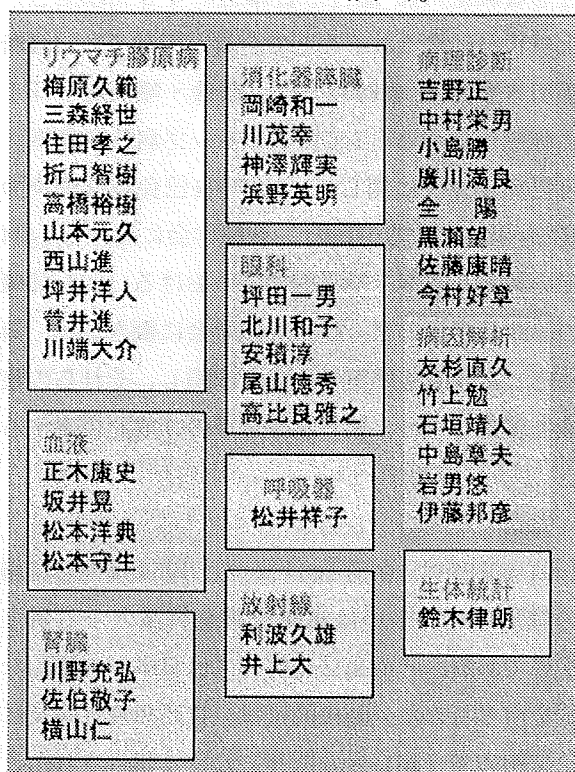 リウマチ膠原病
梅原久範
三森経世
住田孝之
折口智樹
高橋裕樹
山本元久
西山進
坪井洋人
菅井進
川端大介
血液
正木康史
坂井晃
松本洋典
松本守生
腎臓
川野充弘
佐伯敬子
横山仁
消化器膵臓
岡崎和一
川茂幸
神澤輝実
浜野英明
眼科
坪田一男
北川和子
安積淳
尾山徳秀
高比良雅之
呼吸器
松井祥子
放射線
利波久雄
井上大
病理診断
吉野正
中村栄男
小島勝
廣川満良
全　陽
黒瀬望
佐藤康晴
今村好章
病因解析
友杉直久
竹上勉
石垣靖人
中島章夫
岩男悠
伊藤邦彦
生体統計
鈴木律朗